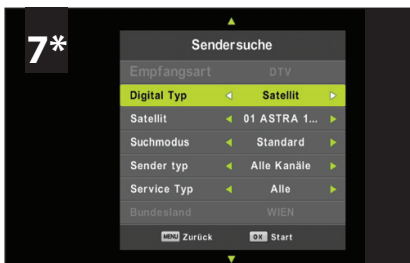 7*
Sendersuche
Empfangsart DTV
Digital Typ Satellit
Satellit 01 ASTRA 1...
Suchmodus Standard
Sender typ Alle Kanäle
Service Typ Alle
Bundesland WIEN
MENU Zurück OK Start